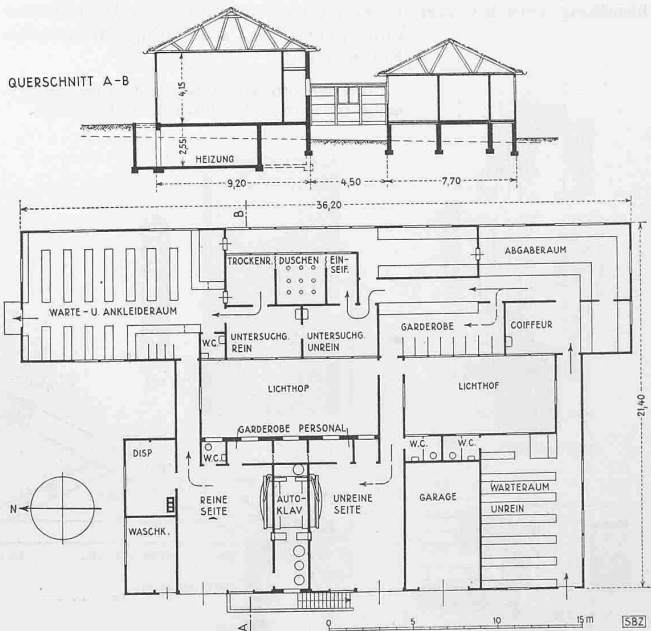 QUERSCHNITT A-B
4,15
2,55
HEIZUNG
9,20
4,50
7,70
B
36,20
TROCKENR.
DUSCHEN
EIN-
SEIF.
ABGABERAUM
WARTE - U. ANKLEIDERAUM
W.C.
UNTERSUCHG.
REIN
UNTERSUCHG.
UNREIN
GARDEROBE
COIFFEUR
LICHTHOF
LICHTHOF
21,40
GARDEROBE PERSONAL
W.C.
W.C.
W.C.
DISP
N
REINE
SEITE
AUTO-
KLAV
UNREINE
SEITE
GARAGE
WARTERAUM
UNREIN
WASCHK.
A
0
5
10
15 m
SBZ